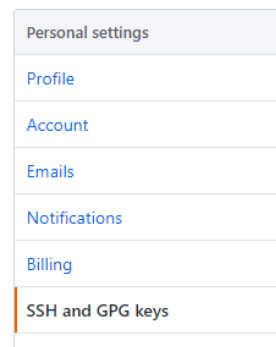 Personal settings
Profile
Account
Emails
Notifications
Billing
SSH and GPG keys